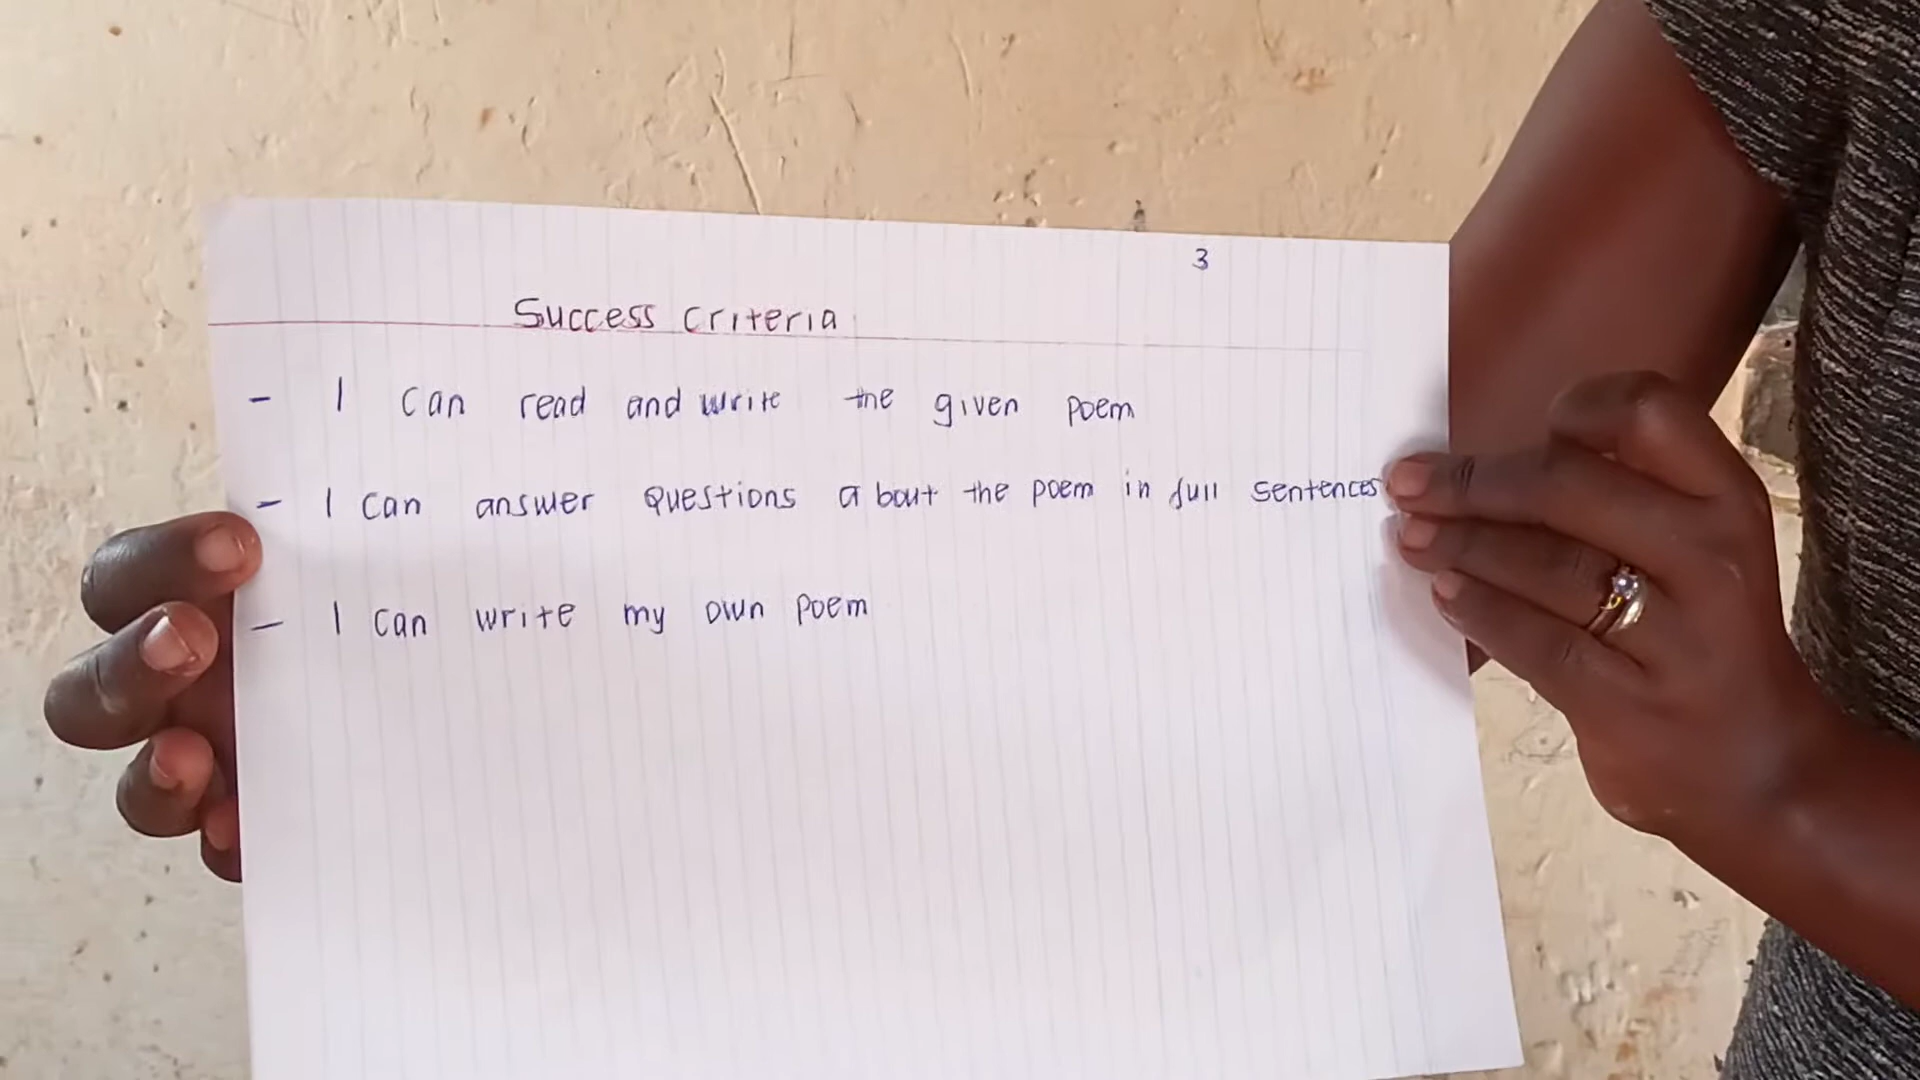 3
Success Criteria
- I can read and write the given poem
- I can answer questions about the poem in full sentences
- I can write my own poem